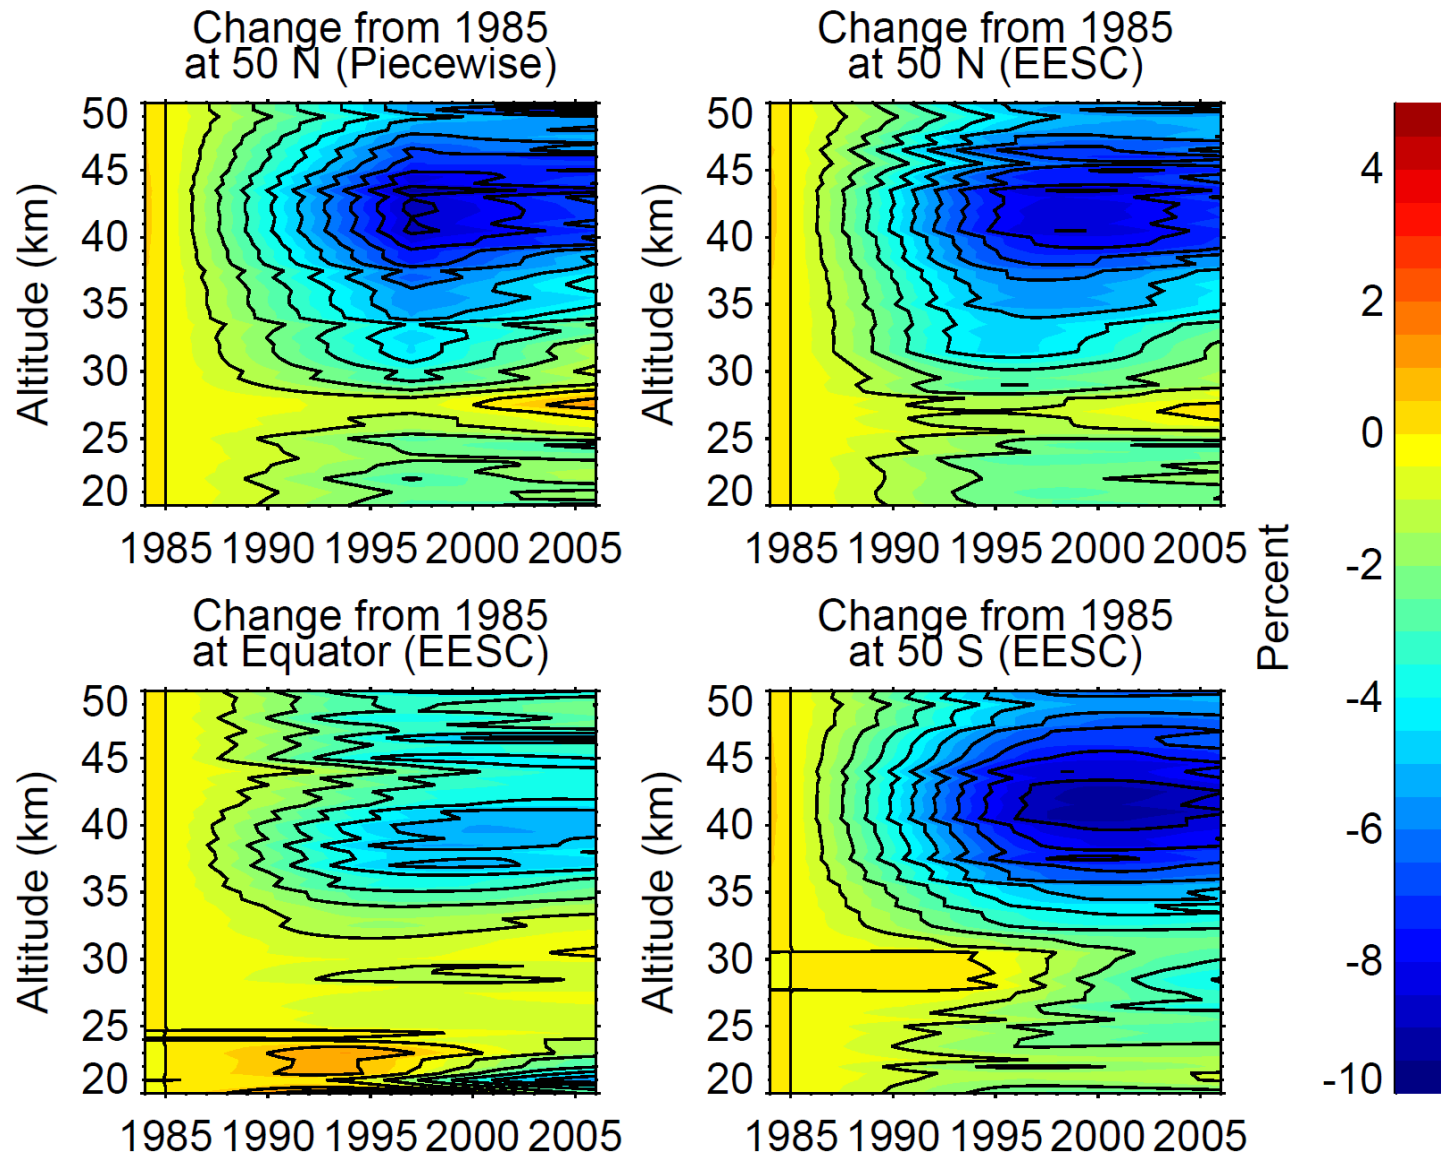 Change from 1985
at 50 N (Piecewise)
Change from 1985
at 50 N (EESC)
50
45
40
35
30
25
20
Altitude (km)
1985 1990 1995 2000 2005
50
45
40
35
30
25
20
Altitude (km)
1985 1990 1995 2000 2005
Change from 1985
at Equator (EESC)
Change from 1985
at 50 S (EESC)
50
45
40
35
30
25
20
Altitude (km)
1985 1990 1995 2000 2005
50
45
40
35
30
25
20
Altitude (km)
1985 1990 1995 2000 2005
Percent
4
2
0
-2
-4
-6
-8
-10